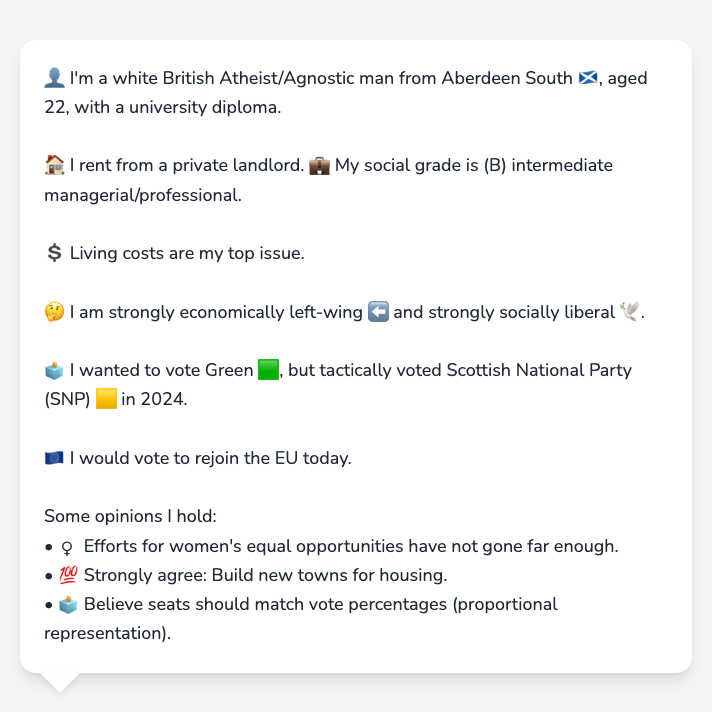 👤 I'm a white British Atheist/Agnostic man from Aberdeen South 🏴󠁧󠁢󠁳󠁣󠁴󠁿, aged
22, with a university diploma.
🏠 I rent from a private landlord. 💼 My social grade is (B) intermediate
managerial/professional.
💲 Living costs are my top issue.
🤔 I am strongly economically left-wing ⬅️ and strongly socially liberal 🕊️.
🗳️ I wanted to vote Green 🟩, but tactically voted Scottish National Party
(SNP) 🟨 in 2024.
🇪🇺 I would vote to rejoin the EU today.
Some opinions I hold:
• ♀️ Efforts for women's equal opportunities have not gone far enough.
• 💯 Strongly agree: Build new towns for housing.
• 🗳️ Believe seats should match vote percentages (proportional
representation).